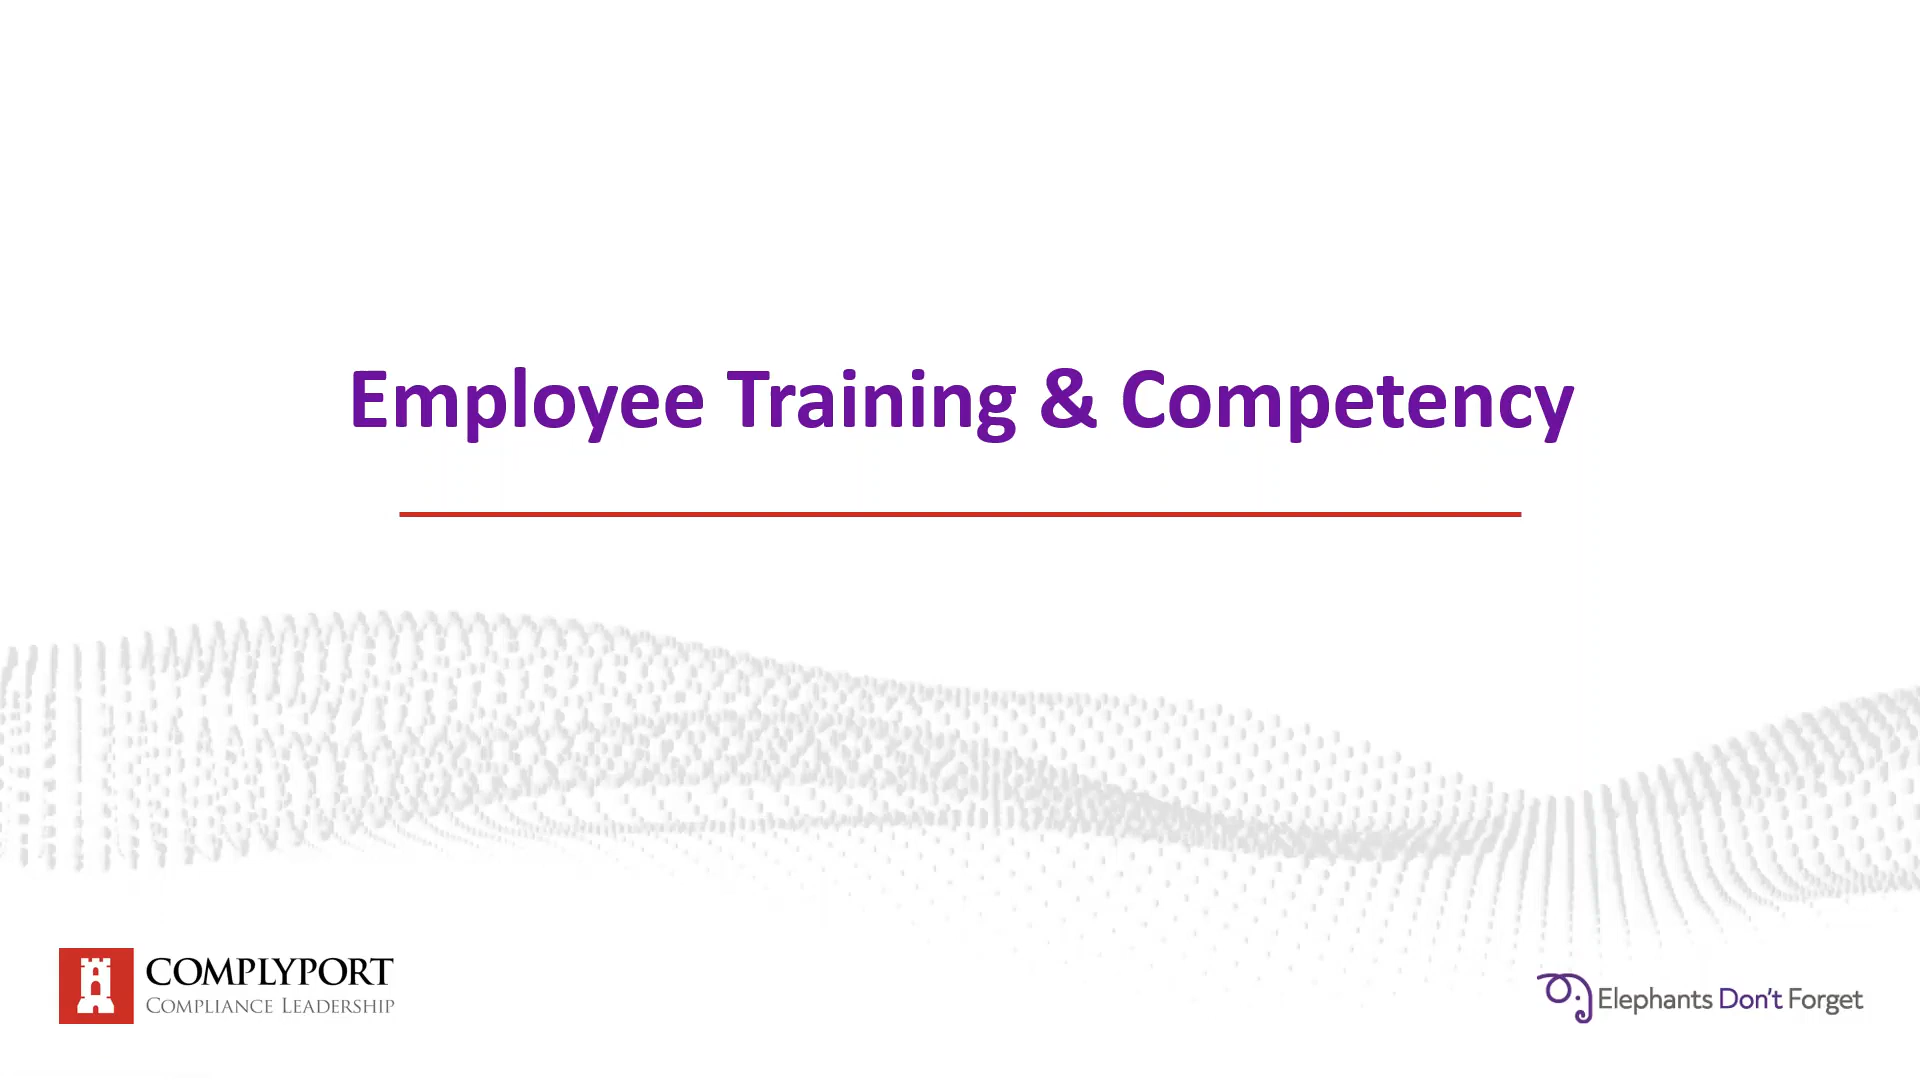 Employee Training & Competency
COMPLYPORT
COMPLIANCE LEADERSHIP
Elephants Don't Forget